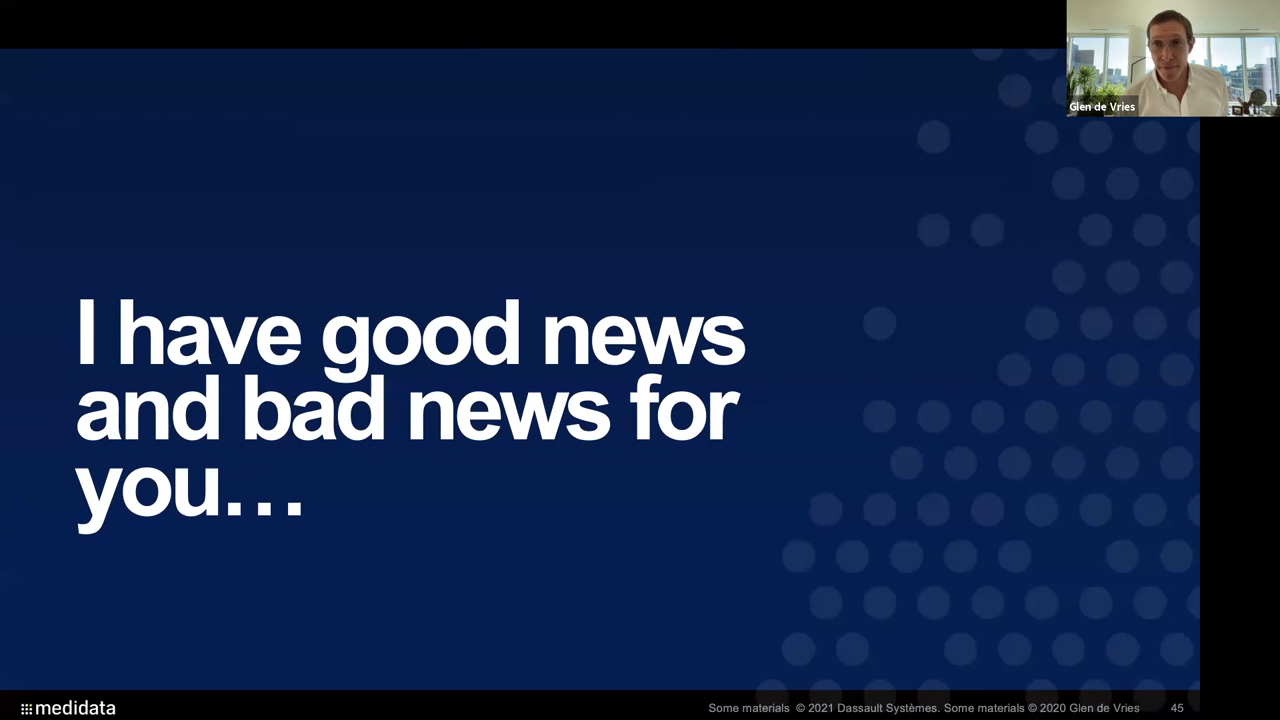 Glen de Vries
I have good news
and bad news for
you…
medidata
Some materials © 2021 Dassault Systèmes. Some materials © 2020 Glen de Vries
45